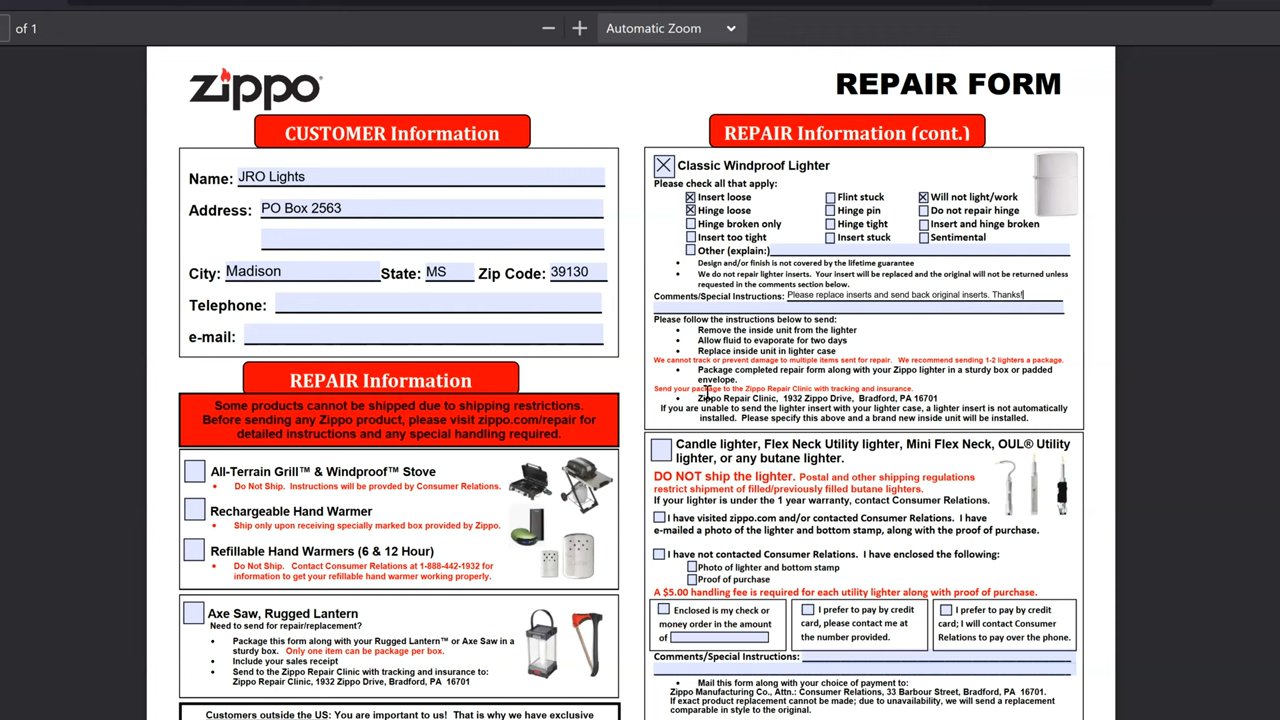 of 1
Automatic Zoom
zippo
REPAIR FORM
CUSTOMER Information
Name: JRO Lights
Address: PO Box 2563
City: Madison State: MS Zip Code: 39130
Telephone:
e-mail:
REPAIR Information
Some products cannot be shipped due to shipping restrictions.
Before sending any Zippo product, please visit zippo.com/repair for
detailed instructions and any special handling required.
All-Terrain Grill™ & Windproof™ Stove
• Do Not Ship. Instructions will be provided by Consumer Relations.
Rechargeable Hand Warmer
• Ship only upon receiving specially marked box provided by Zippo.
Refillable Hand Warmers (6 & 12 Hour)
• Do Not Ship. Contact Consumer Relations at 1-888-442-1932 for
information to get your refillable hand warmer working properly.
Axe Saw, Rugged Lantern
Need to send for repair/replacement?
• Package this form along with your Rugged Lantern™ or Axe Saw in a
sturdy box. Only one item can be package per box.
• Include your sales receipt
• Send to the Zippo Repair Clinic with tracking and insurance to:
Zippo Repair Clinic, 1932 Zippo Drive, Bradford, PA 16701
Customers outside the US: You are important to us! That is why we have exclusive
REPAIR Information (cont.)
Classic Windproof Lighter
Please check all that apply:
Insert loose Flint stuck Will not light/work
Hinge loose Hinge pin Do not repair hinge
Hinge broken only Hinge tight Insert and hinge broken
Insert too tight Insert stuck Sentimental
Other (explain:)
• Design and/or finish is not covered by the lifetime guarantee
• We do not repair lighter inserts. Your insert will be replaced and the original will not be returned unless
requested in the comments section below.
Comments/Special Instructions: Please replace inserts and send back original inserts. Thanks!
Please follow the instructions below to send:
• Remove the inside unit from the lighter
• Allow fluid to evaporate for two days
• Replace inside unit in lighter case
We cannot track or prevent damage to multiple items sent for repair. We recommend sending 1-2 lighters a package.
• Package completed repair form along with your Zippo lighter in a sturdy box or padded
envelope.
Send your package to the Zippo Repair Clinic with tracking and insurance.
• Zippo Repair Clinic, 1932 Zippo Drive, Bradford, PA 16701
If you are unable to send the lighter insert with your lighter case, a lighter insert is not automatically
installed. Please specify this above and a brand new inside unit will be installed.
Candle lighter, Flex Neck Utility lighter, Mini Flex Neck, OUL® Utility
lighter, or any butane lighter.
DO NOT ship the lighter. Postal and other shipping regulations
restrict shipment of filled/previously filled butane lighters.
If your lighter is under the 1 year warranty, contact Consumer Relations.
I have visited zippo.com and/or contacted Consumer Relations. I have
e-mailed a photo of the lighter and bottom stamp, along with the proof of purchase.
I have not contacted Consumer Relations. I have enclosed the following:
Photo of lighter and bottom stamp
Proof of purchase
A $5.00 handling fee is required for each utility lighter along with proof of purchase.
Enclosed is my check or
money order in the amount
of
I prefer to pay by credit
card, please contact me at
the number provided.
I prefer to pay by credit
card; I will contact Consumer
Relations to pay over the phone.
Comments/Special Instructions:
• Mail this form along with your choice of payment to:
Zippo Manufacturing Co., Attn.: Consumer Relations, 33 Barbour Street, Bradford, PA 16701.
If exact product replacement cannot be made; due to unavailability, we will send a replacement
comparable in style to the original.